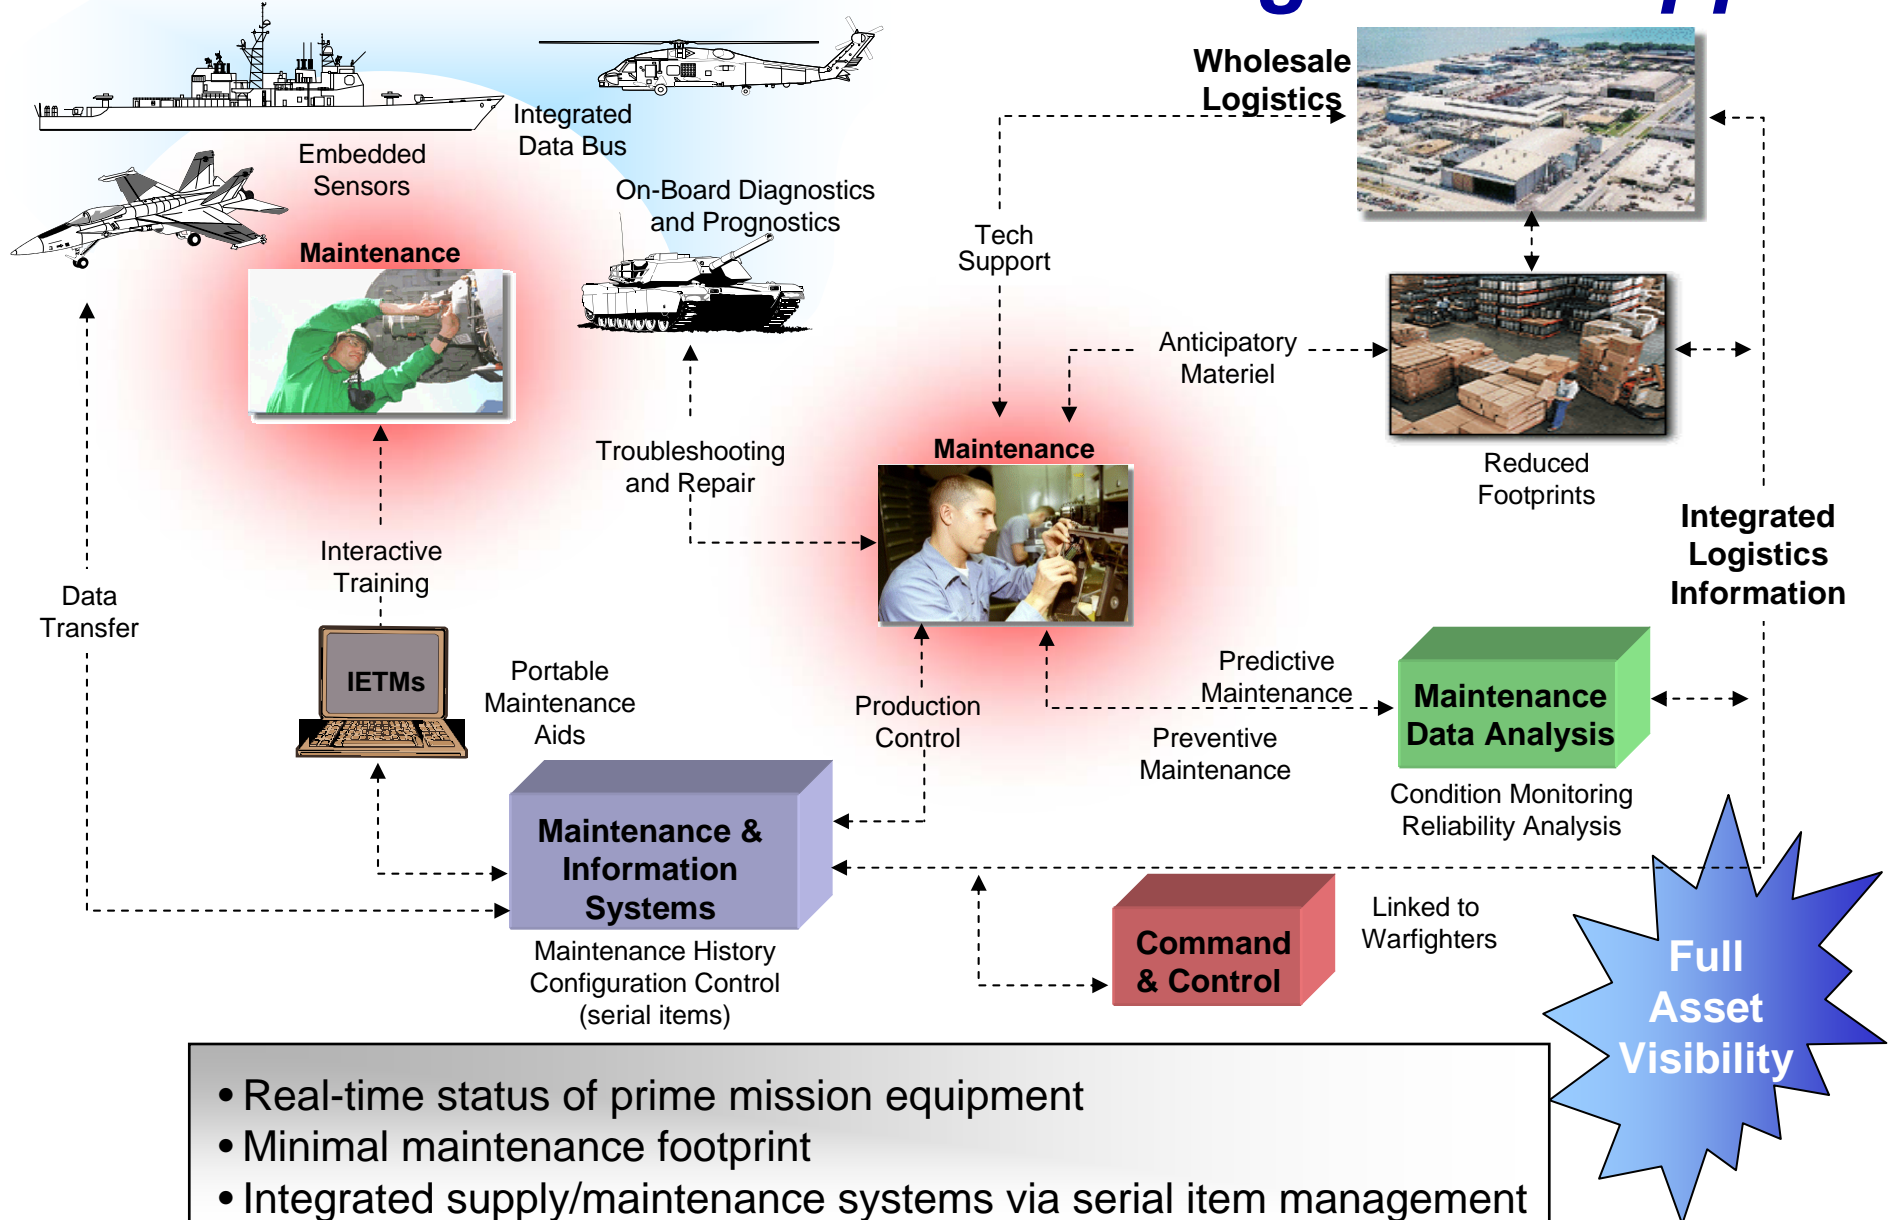 Wholesale
Logistics
Integrated
Data Bus
Embedded
Sensors
On-Board Diagnostics
and Prognostics
Maintenance
Tech
Support
Anticipatory
Materiel
Troubleshooting
and Repair
Maintenance
Reduced
Footprints
Integrated
Logistics
Information
Interactive
Training
Data
Transfer
IETMs
Portable
Maintenance
Aids
Production
Control
Predictive
Maintenance
Preventive
Maintenance
Maintenance
Data Analysis
Condition Monitoring
Reliability Analysis
Maintenance &
Information
Systems
Maintenance History
Configuration Control
(serial items)
Command
& Control
Linked to
Warfighters
Full
Asset
Visibility
• Real-time status of prime mission equipment
• Minimal maintenance footprint
• Integrated supply/maintenance systems via serial item management